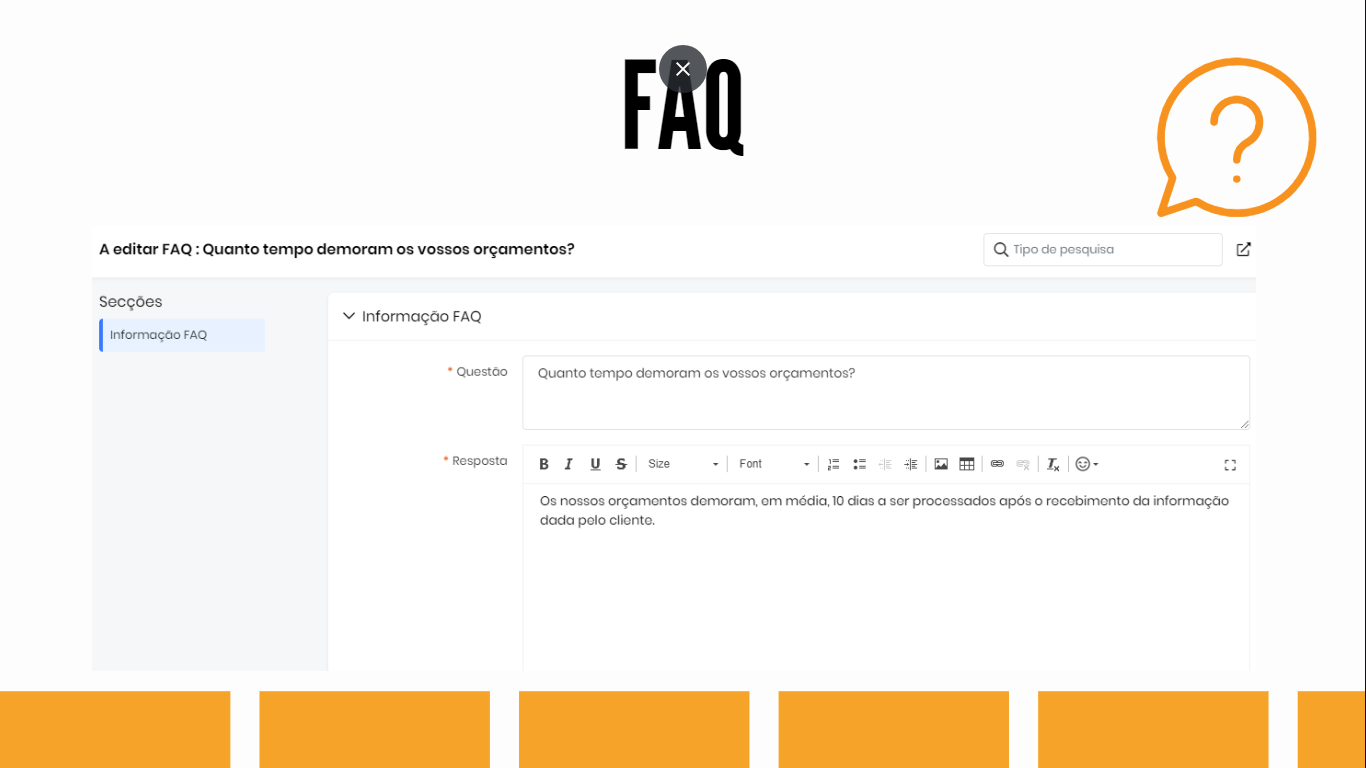 FAQ
A editar FAQ : Quanto tempo demoram os vossos orçamentos?
Tipo de pesquisa
Secções
Informação FAQ
Informação FAQ
* Questão
Quanto tempo demoram os vossos orçamentos?
* Resposta
B I U S Size Font
Os nossos orçamentos demoram, em média, 10 dias a ser processados após o recebimento da informação
dada pelo cliente.